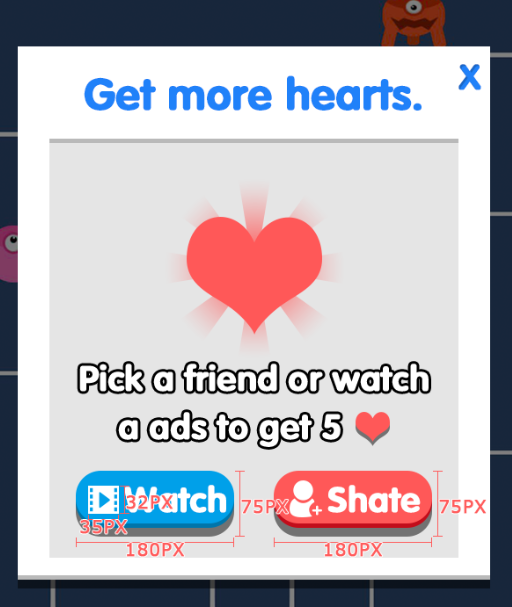 Get more hearts.
X
Pick a friend or watch
a ads to get 5
Watch
32PX
35PX
75PX
Shate
75PX
180PX
180PX